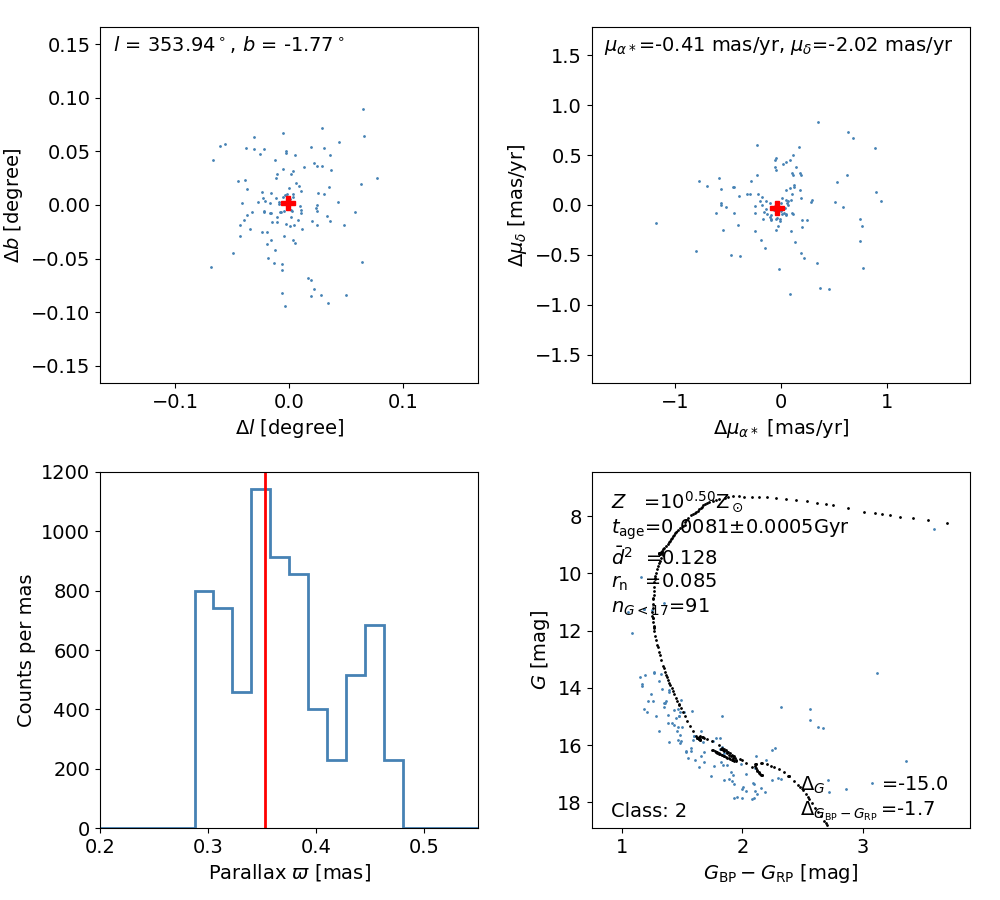 l = 353.94°, b = -1.77°
0.15
0.10
0.05
0.00
−0.05
−0.10
−0.15
Δb [degree]
−0.1 0.0 0.1
Δl [degree]
μα*=-0.41 mas/yr, μδ=-2.02 mas/yr
1.5
1.0
0.5
0.0
−0.5
−1.0
−1.5
Δμδ [mas/yr]
−1 0 1
Δμα* [mas/yr]
1200
1000
800
600
400
200
0
Counts per mas
0.2 0.3 0.4 0.5
Parallax ϖ [mas]
Z =10^0.50 Z⊙
t_age=0.0081±0.0005Gyr
d̄² =0.128
r_n =0.085
n_G<17=91
8
10
12
14
16
18
G [mag]
Δ_G =-15.0
Δ_G_BP−G_RP =-1.7
Class: 2
1 2 3
G_BP − G_RP [mag]